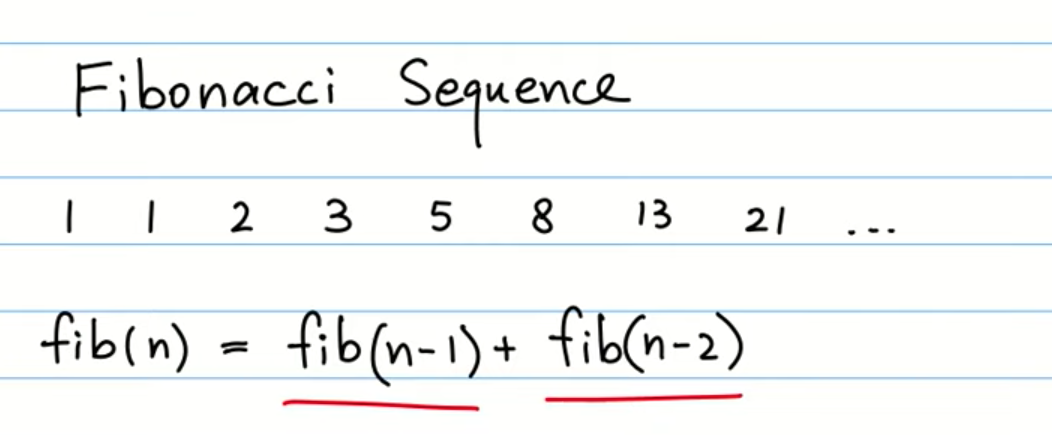 Fibonacci Sequence
1 1 2 3 5 8 13 21 ...
fib(n) = fib(n-1) + fib(n-2)